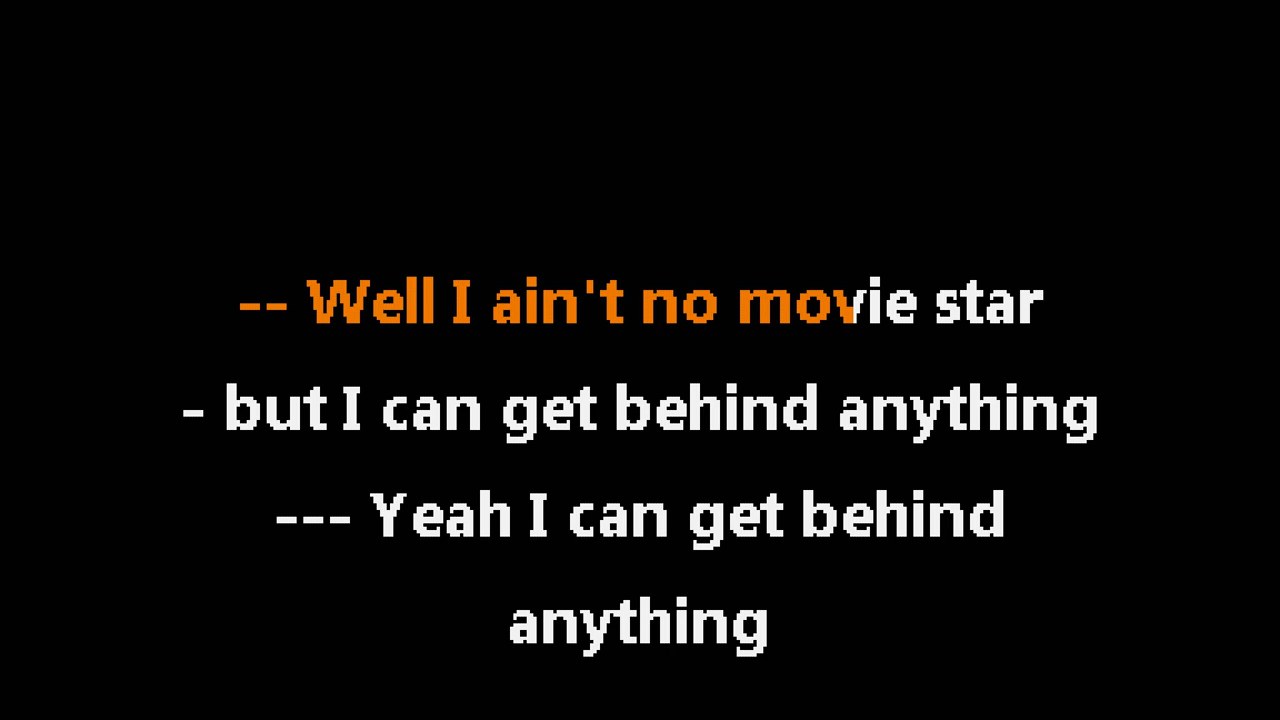 -- Well I ain't no movie star
- but I can get behind anything
--- Yeah I can get behind
anything